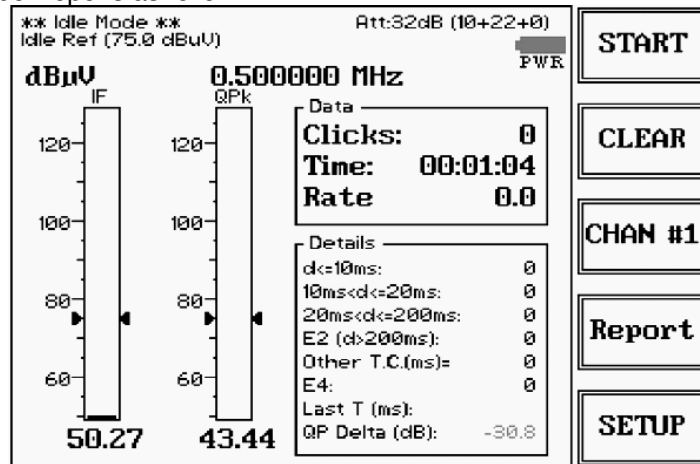 ** Idle Mode **
Att:32dB (10+22+0)
Idle Ref (75.0 dBuV)
PWR
dBµV
0.500000 MHz
IF
QPk
120
100
80
60
50.27
120
100
80
60
43.44
Data
Clicks: 0
Time: 00:01:04
Rate 0.0
Details
d<=10ms: 0
10ms<d<=20ms: 0
20ms<d<=200ms: 0
E2 (d>200ms): 0
Other T.C.(ms)= 0
E4: 0
Last T (ms):
QP Delta (dB): -30.8
START
CLEAR
CHAN #1
Report
SETUP